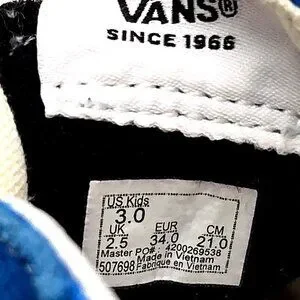 VANS®
SINCE 1966
US Kids
3.0
UK EUR CM
2.5 34.0 21.0
Master PO#: 4200269538
Made in Vietnam
507698 Fabrique en Vietnam